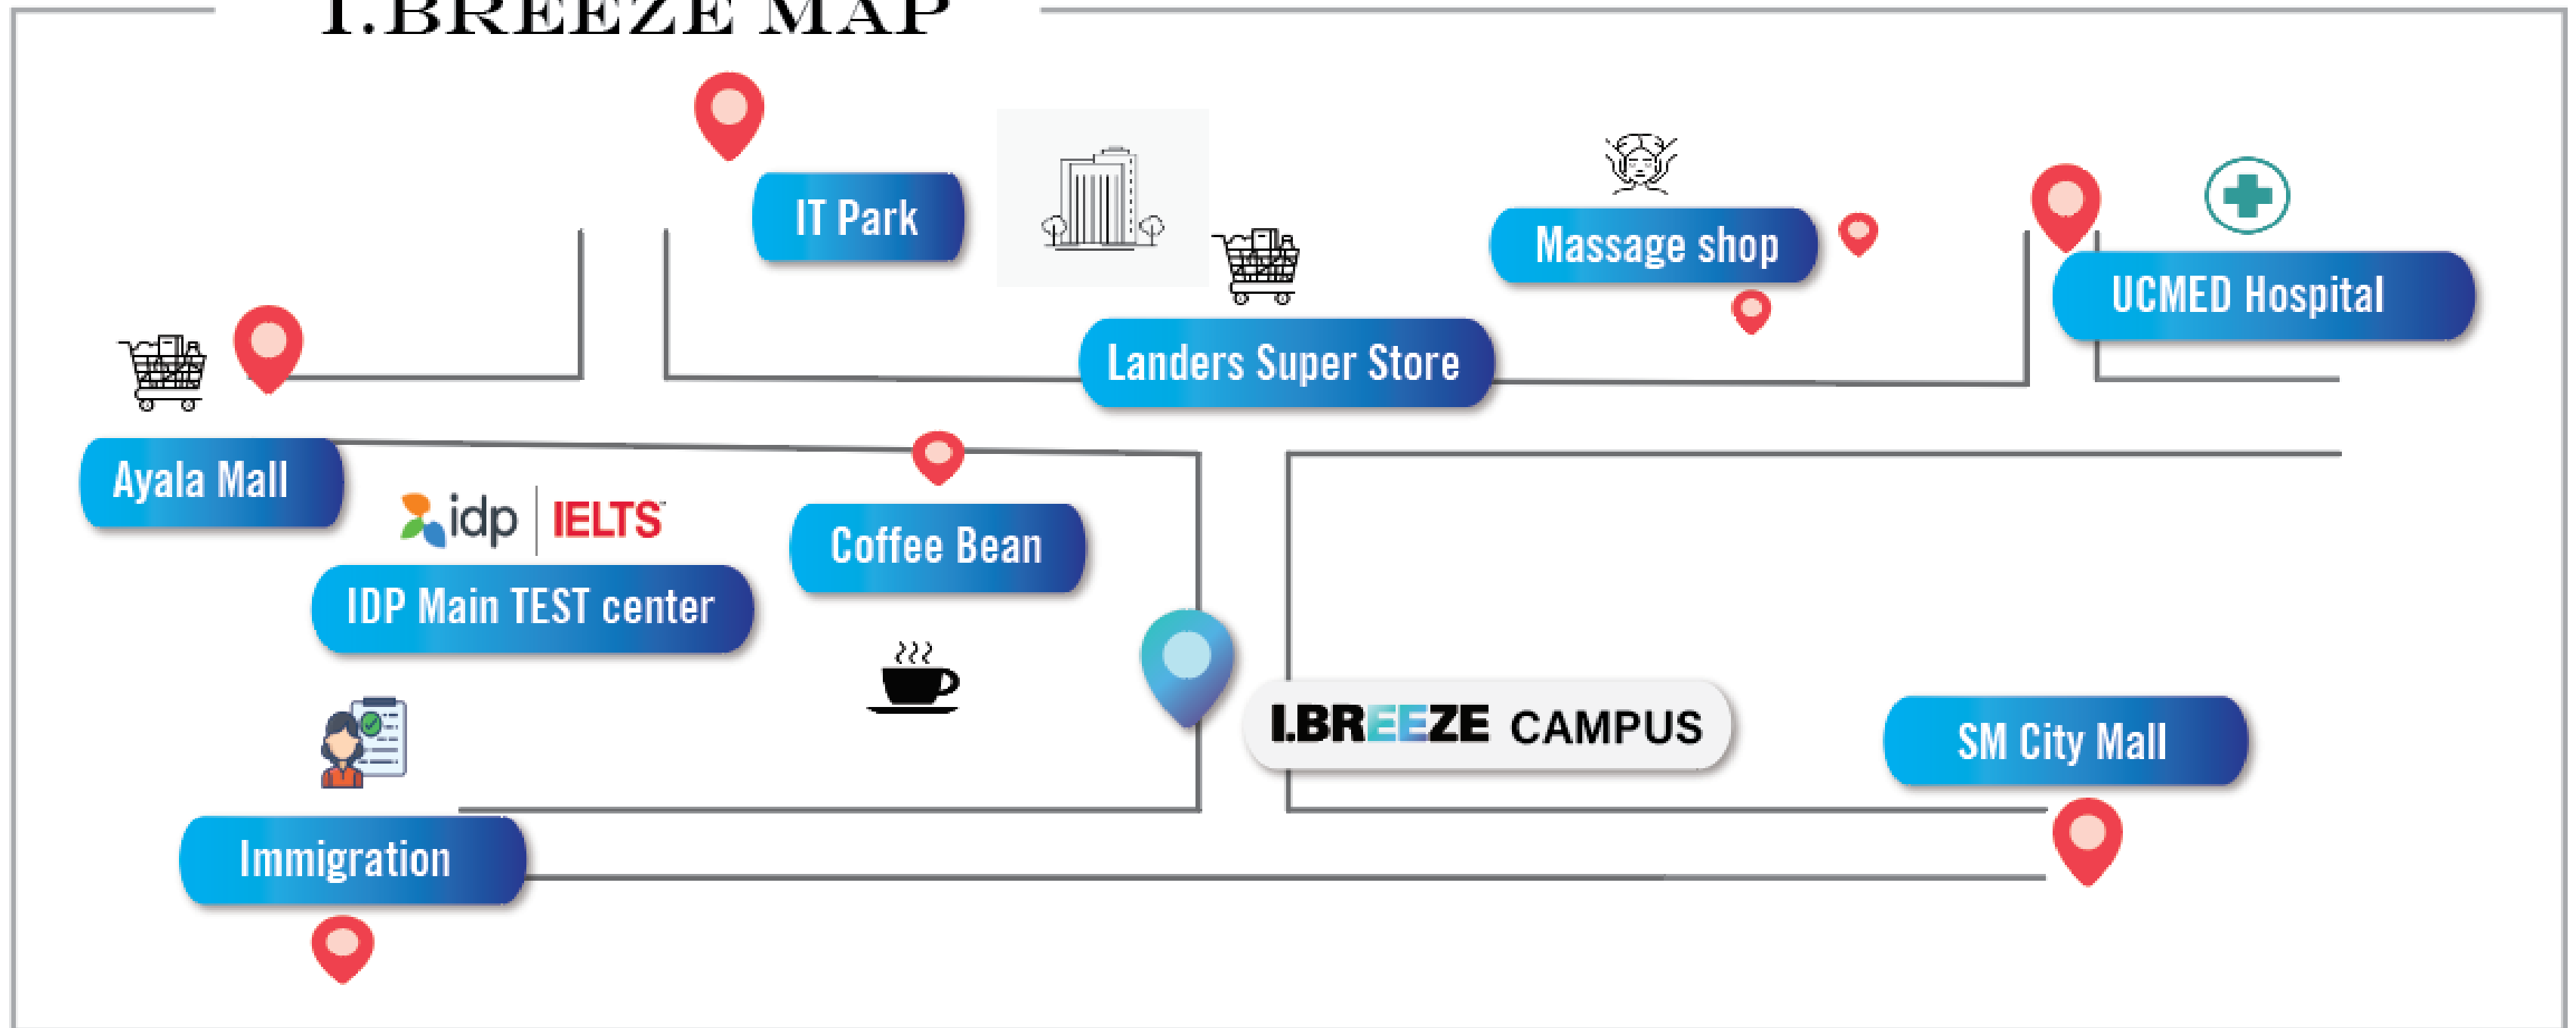 I.BREEZE MAP
IT Park
Massage shop
UCMED Hospital
Landers Super Store
Ayala Mall
idp | IELTS™
Coffee Bean
IDP Main TEST center
I.BREEZE CAMPUS
SM City Mall
Immigration